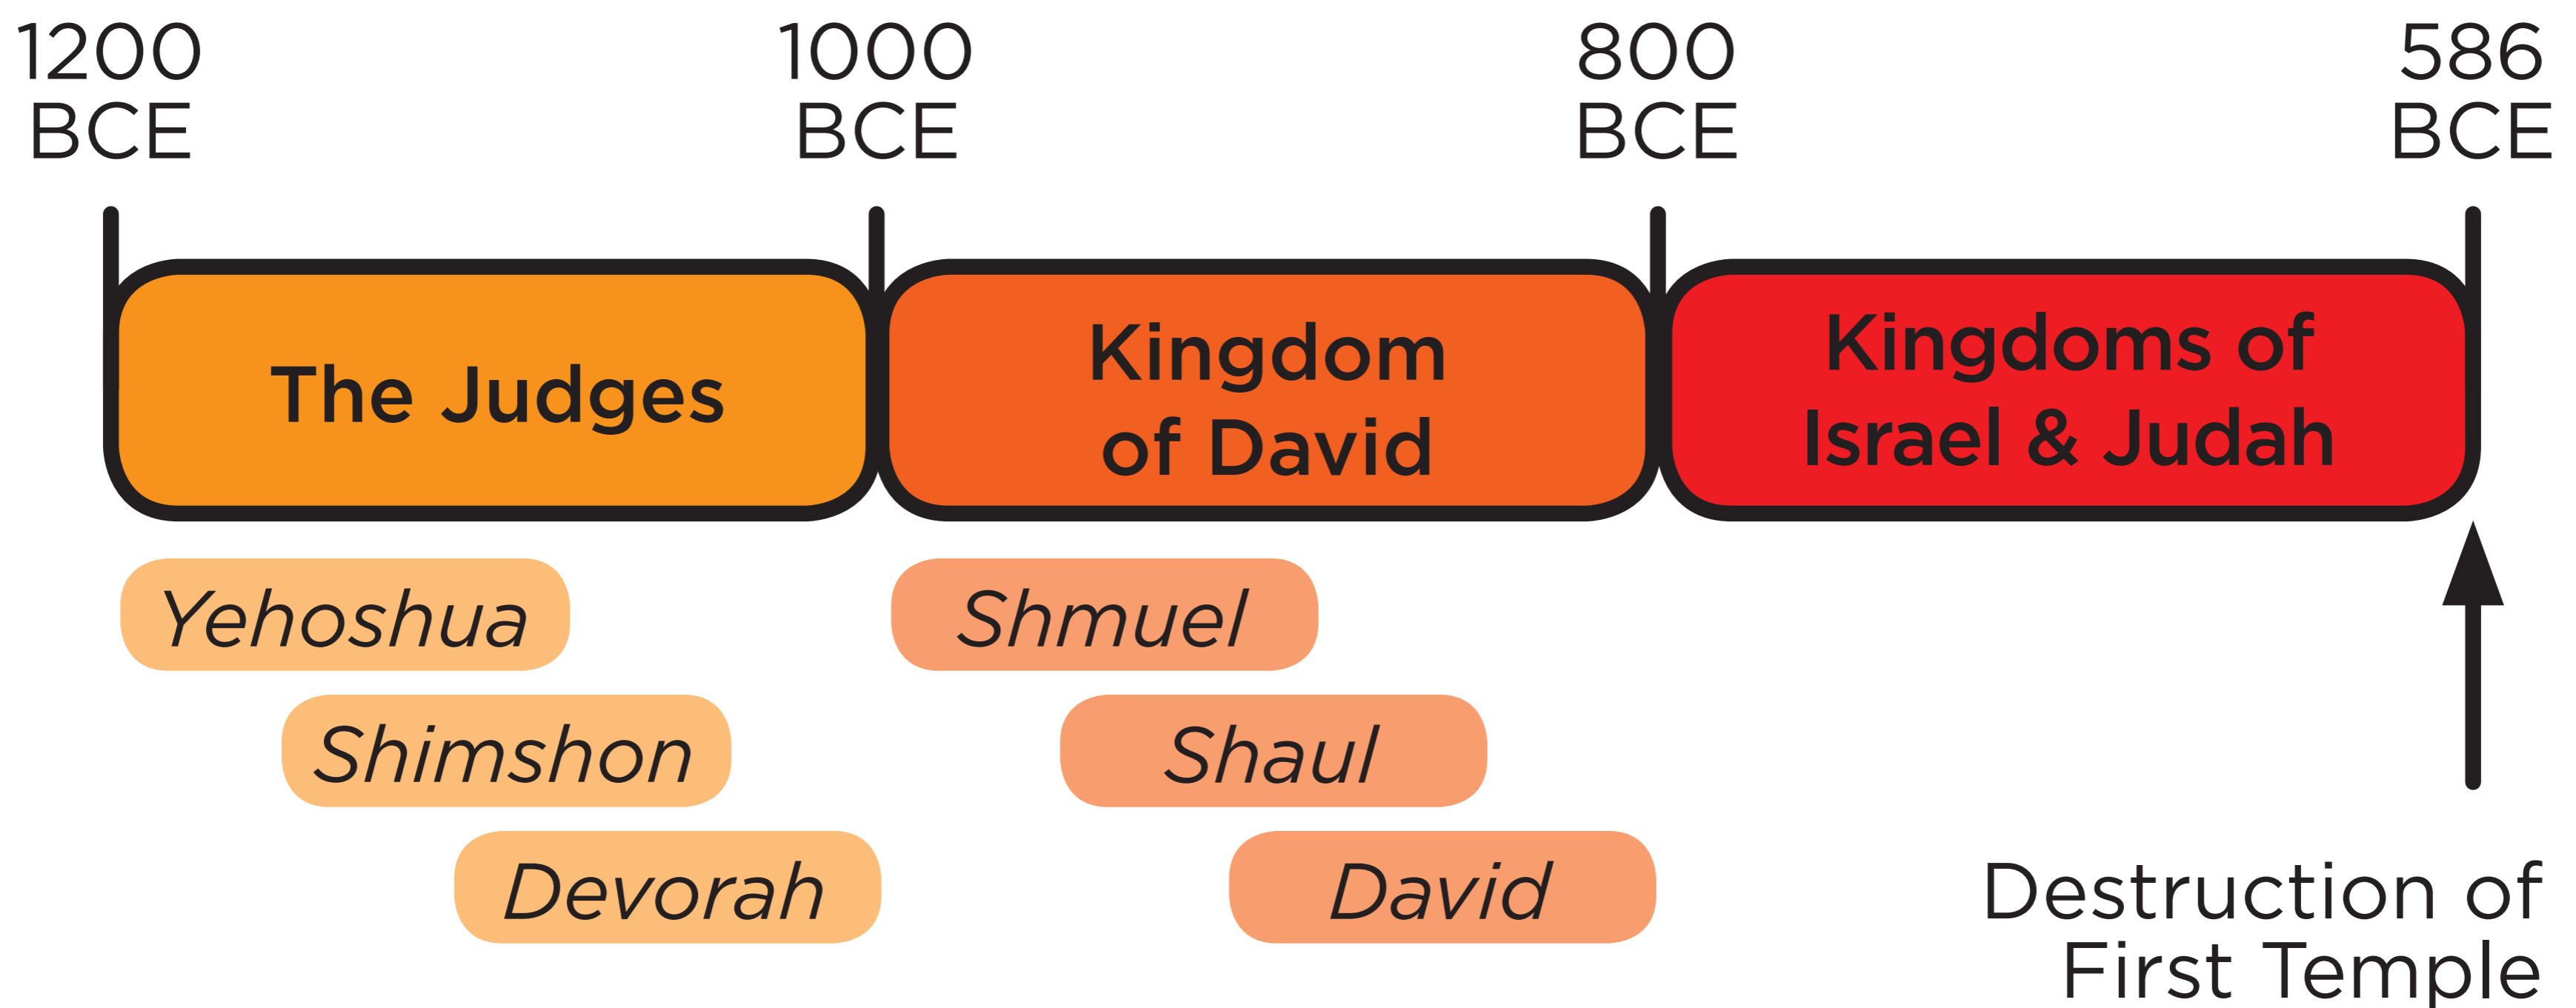 1200
BCE
1000
BCE
800
BCE
586
BCE
The Judges
Kingdom
of David
Kingdoms of
Israel & Judah
Yehoshua
Shimshon
Devorah
Shmuel
Shaul
David
Destruction of
First Temple